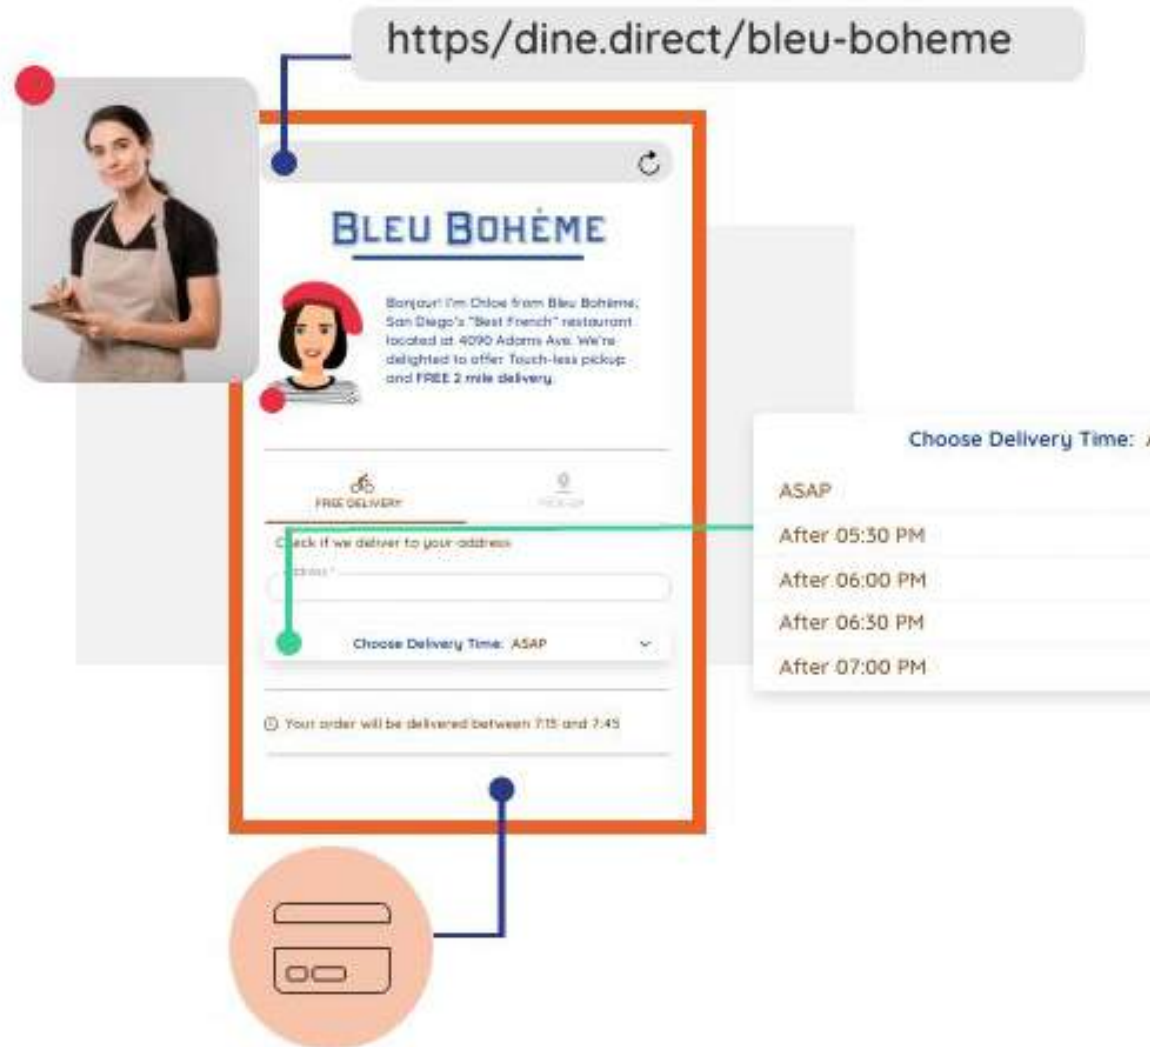 https/dine.direct/bleu-boheme
BLEU BOHÈME
Bonjour! I'm Chloe from Bleu Bohème,
San Diego's "Best French" restaurant
located at 4090 Adams Ave. We're
delighted to offer Touch-less pickup
and FREE 2 mile delivery.
FREE DELIVERY
PICK-UP
Check if we deliver to your address
Address *
Choose Delivery Time: ASAP
Your order will be delivered between 7:15 and 7:45
Choose Delivery Time: A
ASAP
After 05:30 PM
After 06:00 PM
After 06:30 PM
After 07:00 PM